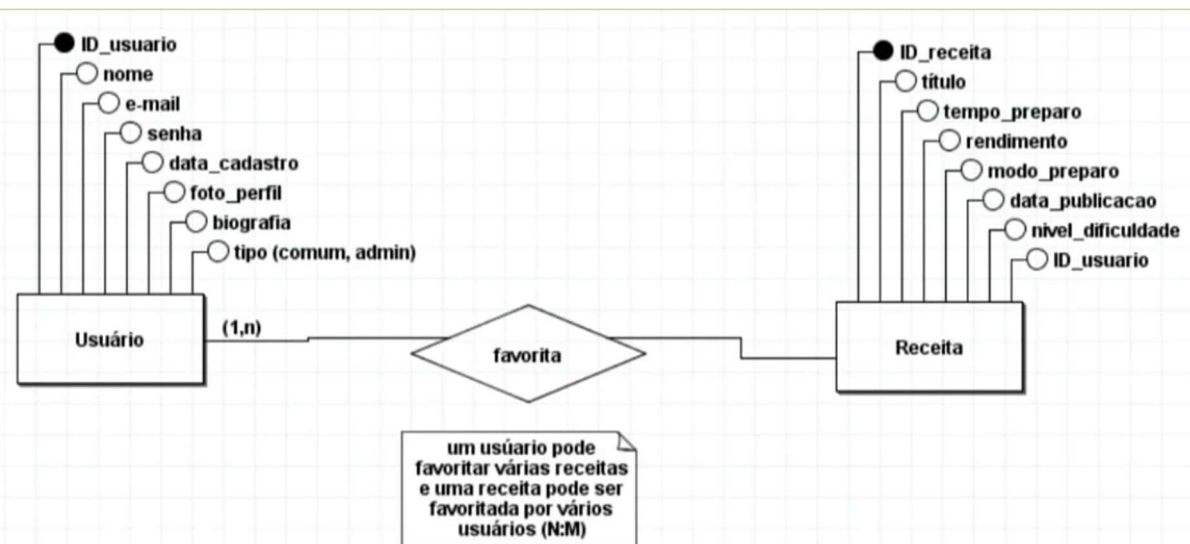 ID_usuario
nome
e-mail
senha
data_cadastro
foto_perfil
biografia
tipo (comum, admin)
Usuário
(1,n)
favorita
ID_receita
título
tempo_preparo
rendimento
modo_preparo
data_publicacao
nivel_dificuldade
ID_usuario
Receita
um usúario pode
favoritar várias receitas
e uma receita pode ser
favoritada por vários
usuários (N:M)